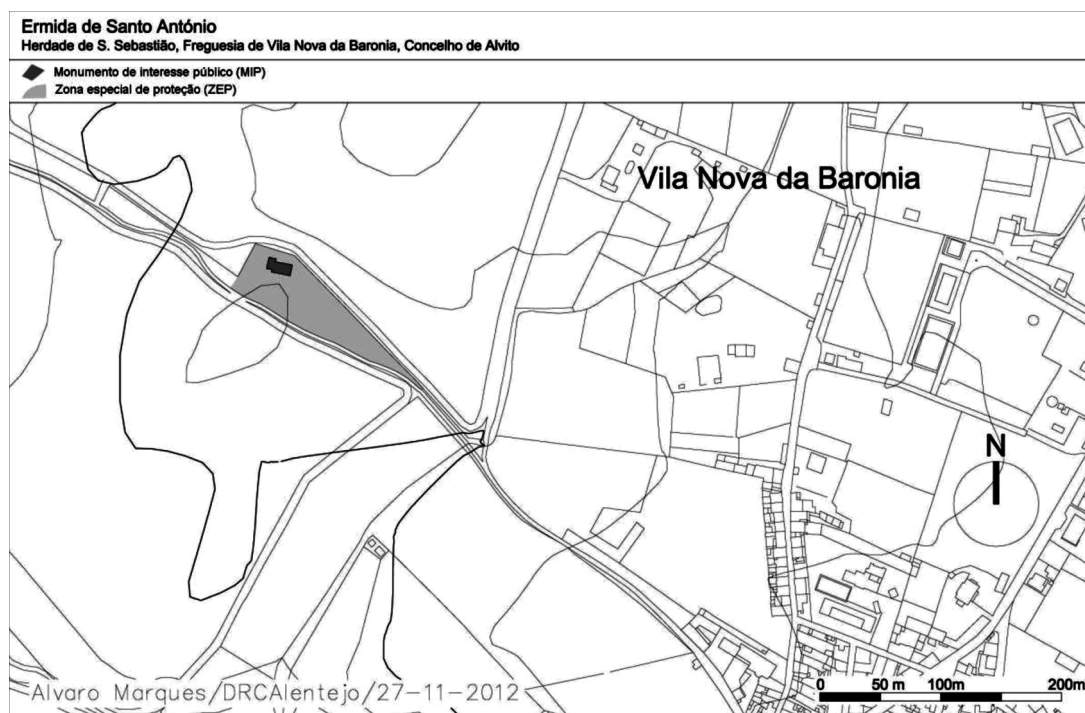 Ermida de Santo António
Herdade de S. Sebastião, Freguesia de Vila Nova da Baronia, Concelho de Alvito
Monumento de interesse público (MIP)
Zona especial de proteção (ZEP)
Vila Nova da Baronia
N
Alvaro Marques/DRCAlentejo/27-11-2012
0 50 m 100m 200m